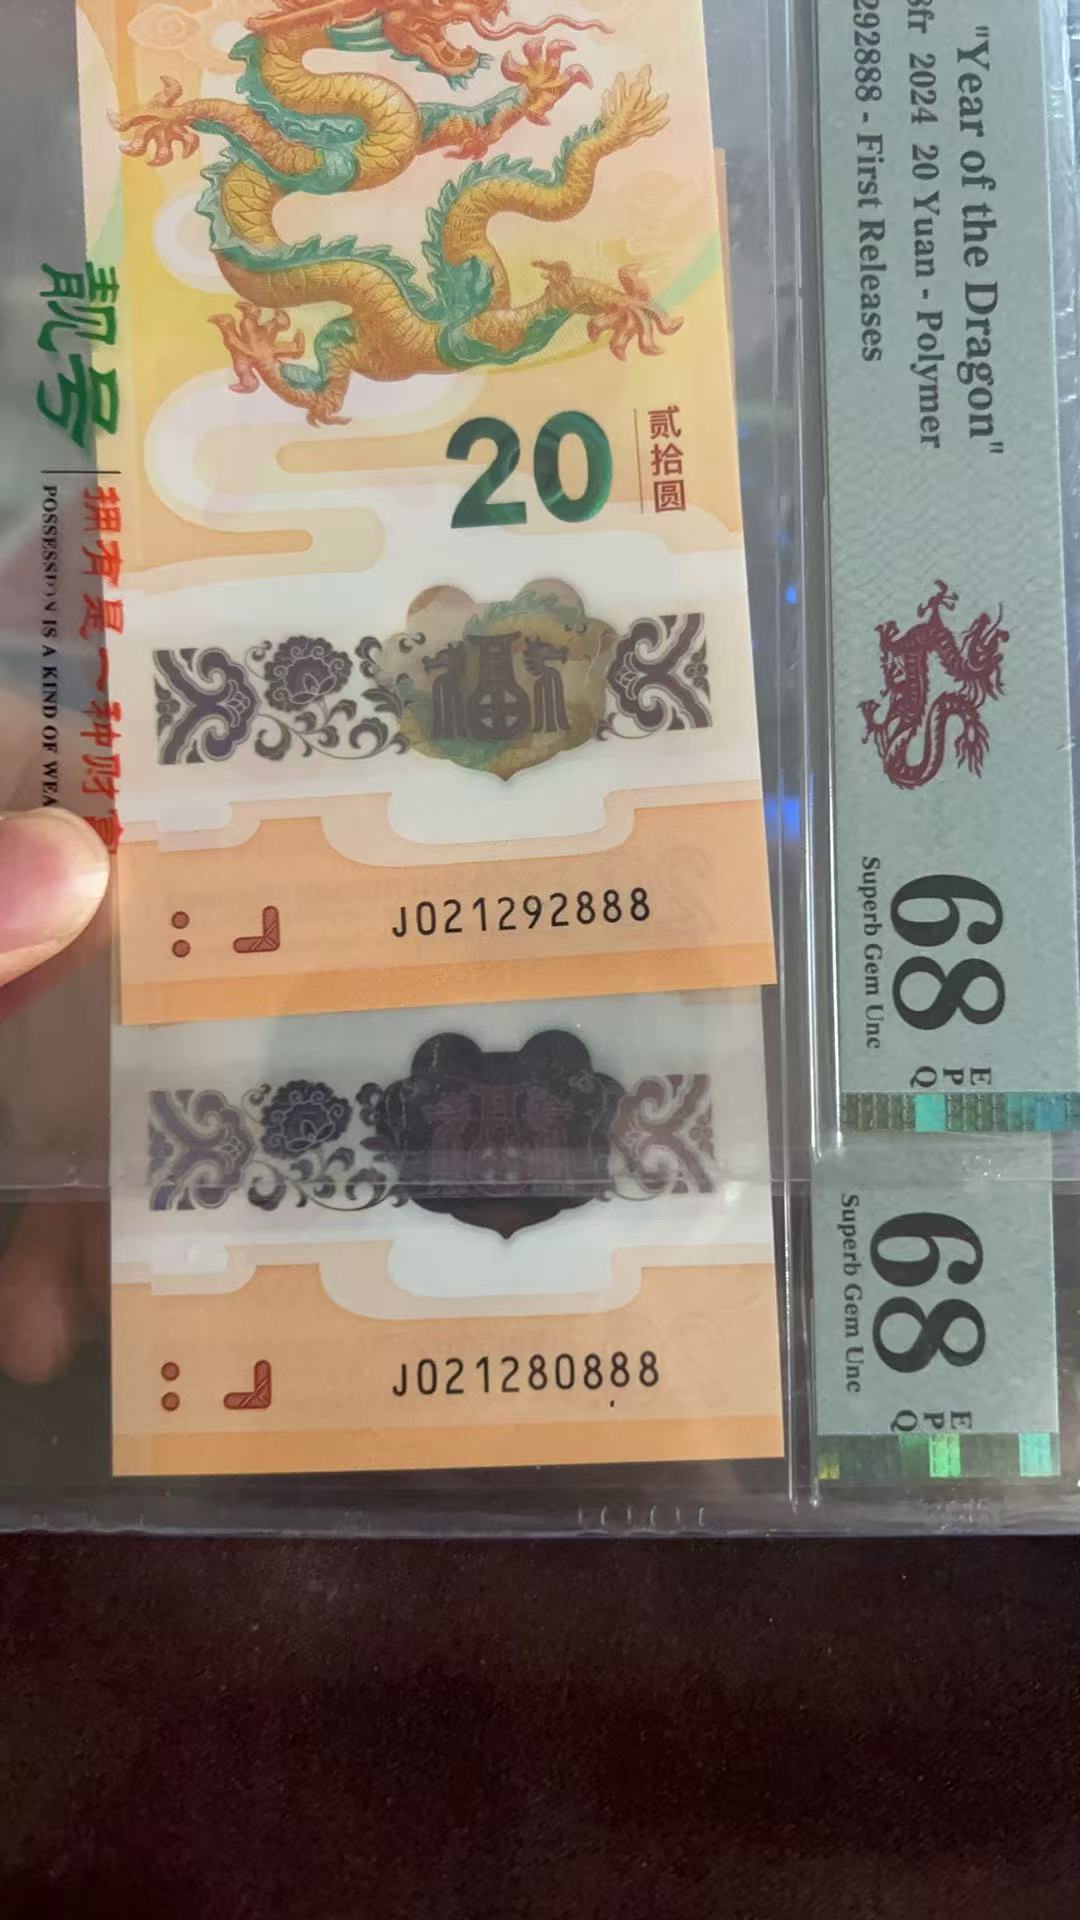 "Year of the Dragon"
2024 20 Yuan - Polymer
292888 - First Releases
68
EPQ
Superb Gem Unc
靓号
拥有是一种财富
POSSESSION IS A KIND OF WEA
20
贰拾圆
福
J021292888
68
EPQ
Superb Gem Unc
J021280888